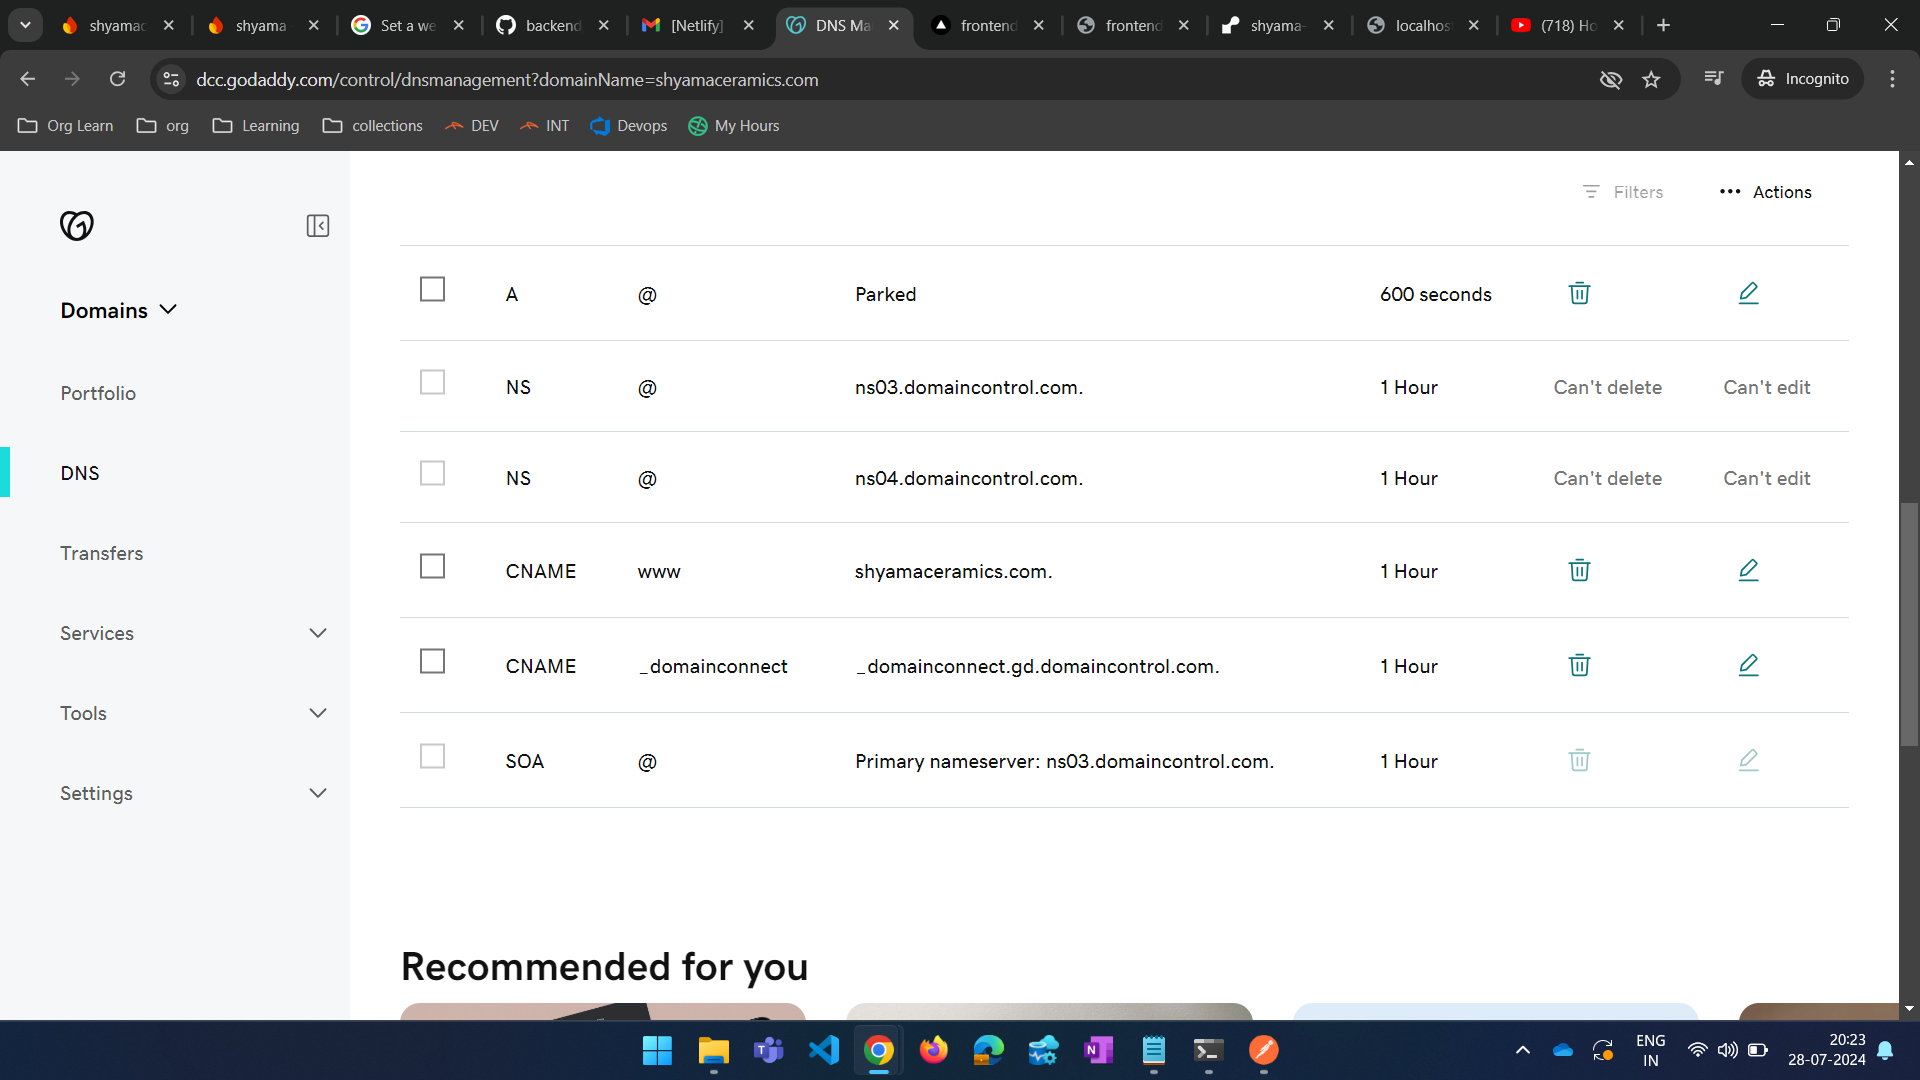 shyamac
shyama
Set a we
backend
[Netlify]
DNS Ma
frontend
frontend
shyama-
localhos
(718) Ho
dcc.godaddy.com/control/dnsmanagement?domainName=shyamaceramics.com
Incognito
Org Learn
org
Learning
collections
DEV
INT
Devops
My Hours
Filters
Actions
Domains
Portfolio
DNS
Transfers
Services
Tools
Settings
A @ Parked 600 seconds
NS @ ns03.domaincontrol.com. 1 Hour Can't delete Can't edit
NS @ ns04.domaincontrol.com. 1 Hour Can't delete Can't edit
CNAME www shyamaceramics.com. 1 Hour
CNAME _domainconnect _domainconnect.gd.domaincontrol.com. 1 Hour
SOA @ Primary nameserver: ns03.domaincontrol.com. 1 Hour
Recommended for you
ENG
IN
20:23
28-07-2024